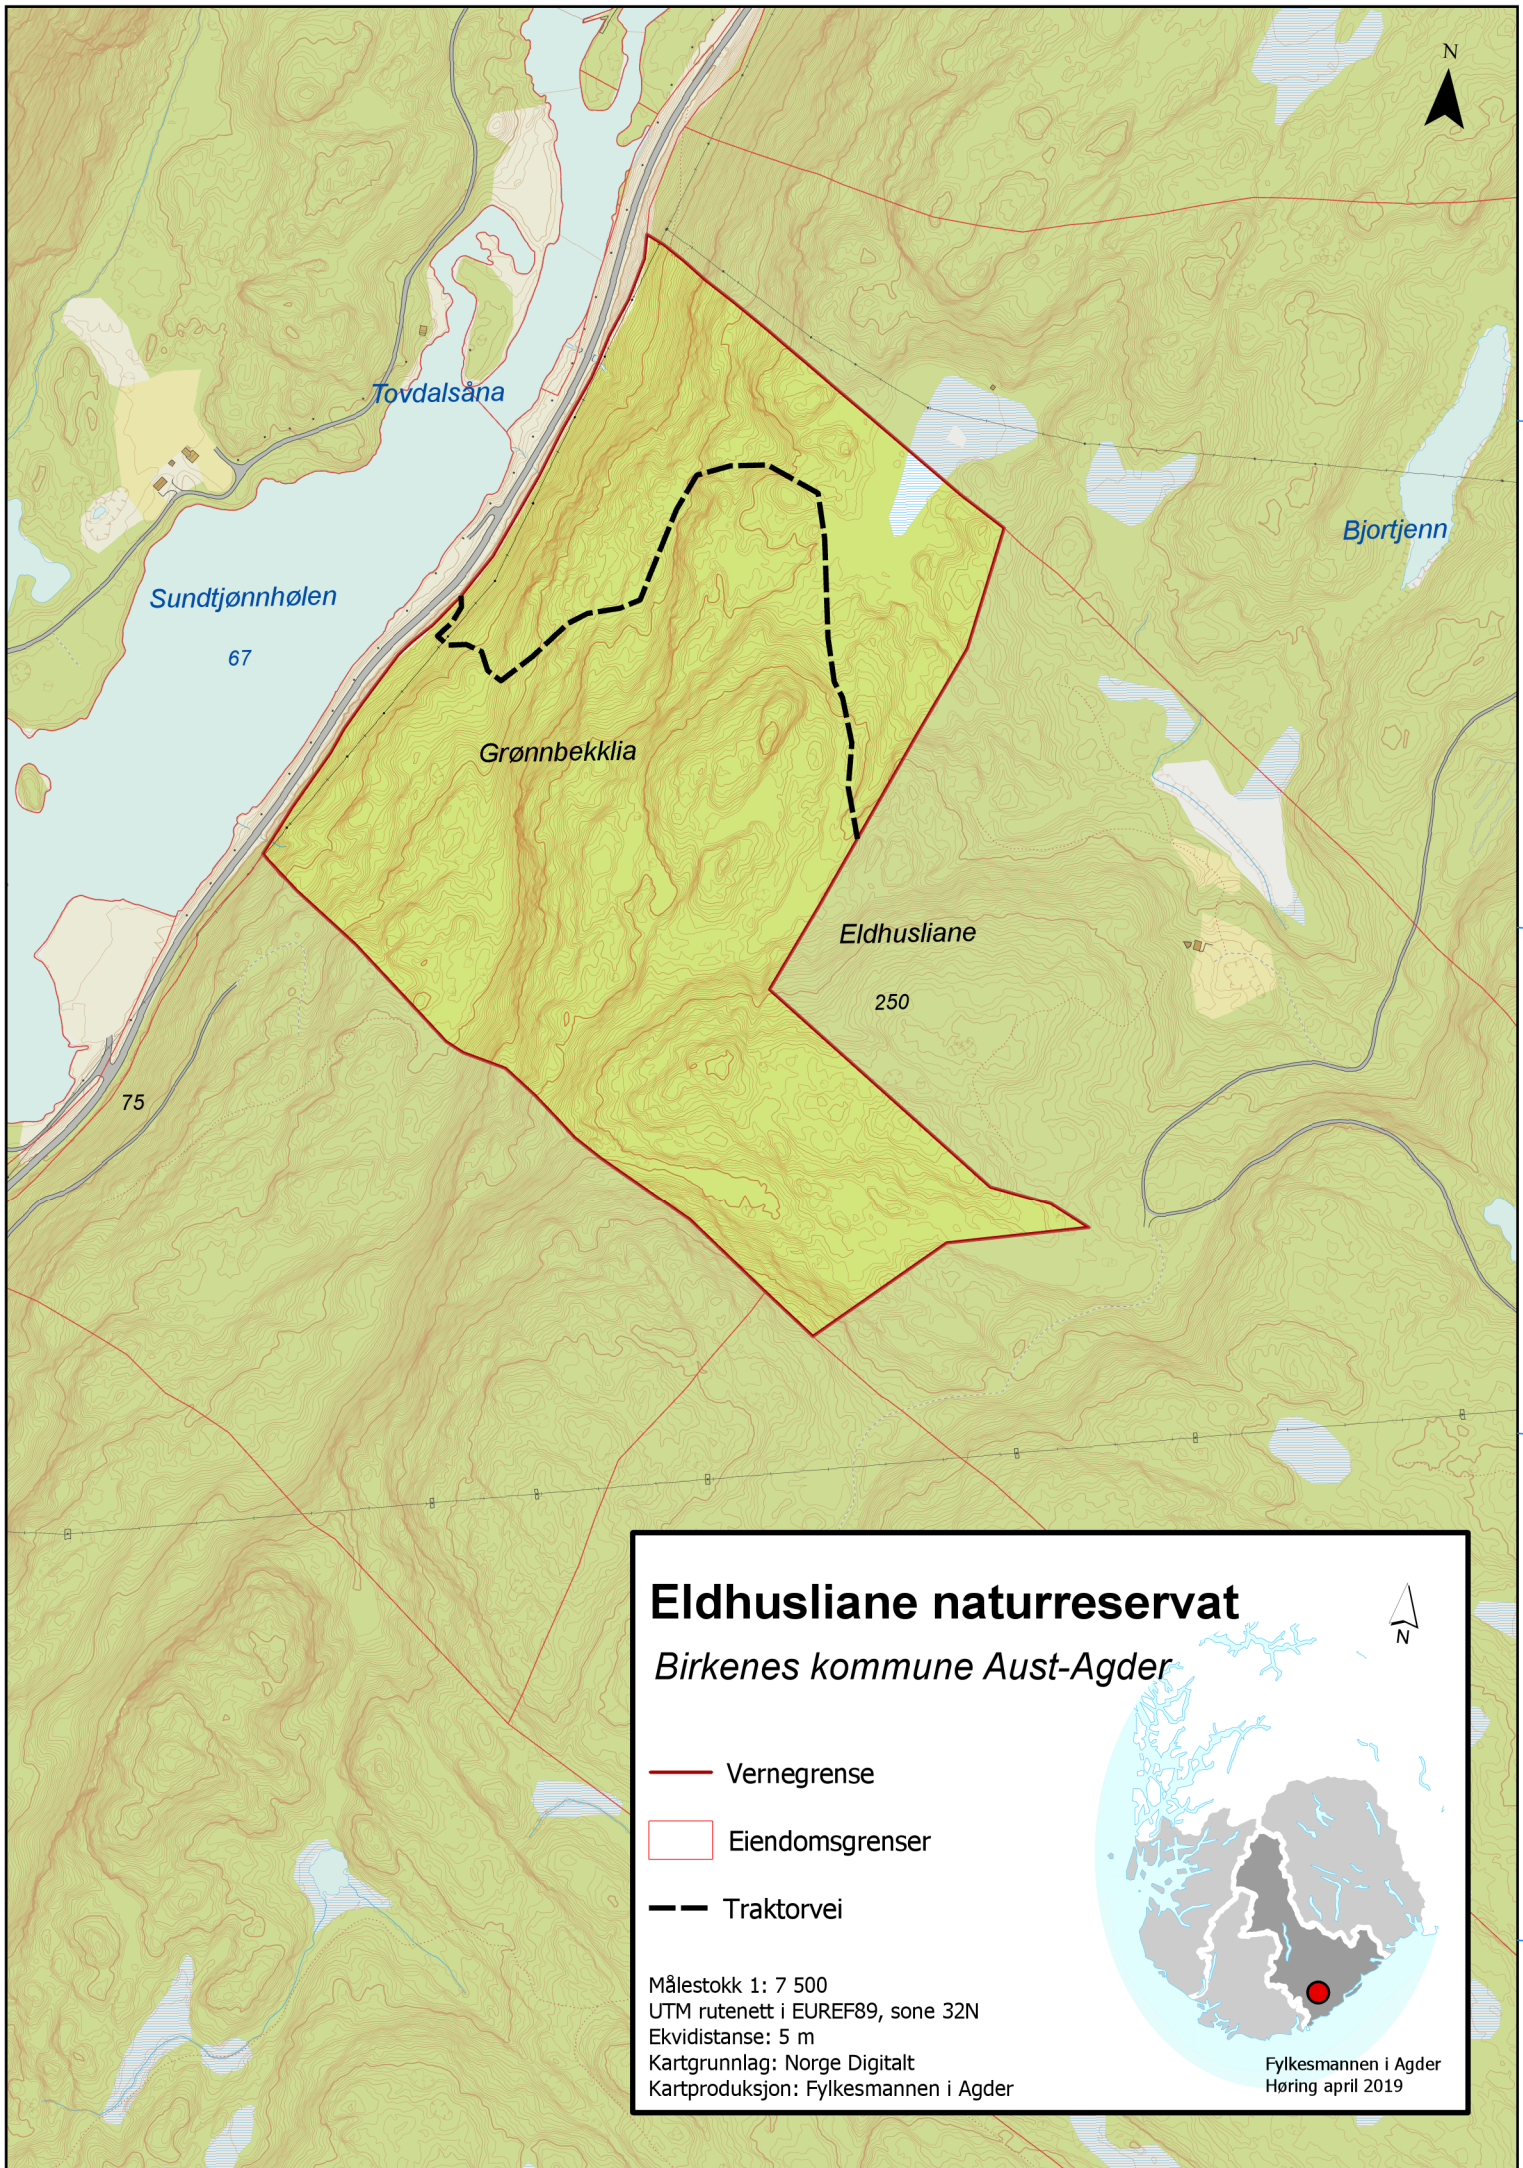 N
Tovdalsåna
Bjortjenn
Sundtjønnhølen
67
Grønnbekklia
Eldhusliane
250
75
Eldhusliane naturreservat
Birkenes kommune Aust-Agder
N
Vernegrense
Eiendomsgrenser
Traktorvei
Målestokk 1: 7 500
UTM rutenett i EUREF89, sone 32N
Ekvidistanse: 5 m
Kartgrunnlag: Norge Digitalt
Kartproduksjon: Fylkesmannen i Agder
Fylkesmannen i Agder
Høring april 2019